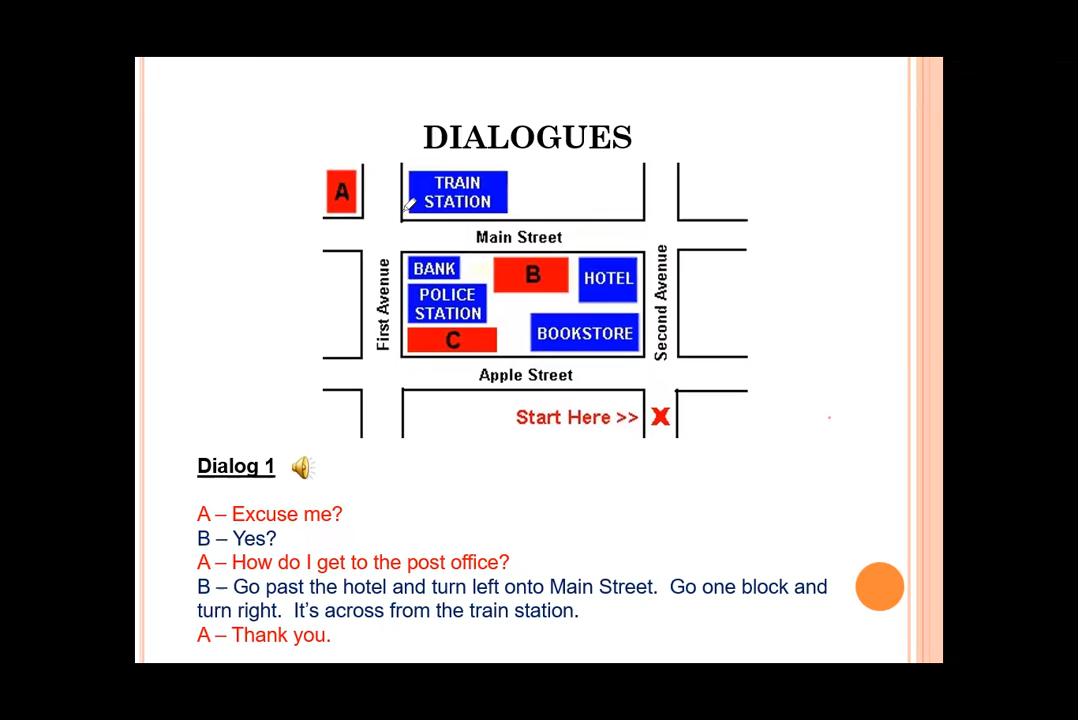 DIALOGUES
A
TRAIN
STATION
Main Street
First Avenue
BANK
POLICE
STATION
B
HOTEL
C
BOOKSTORE
Second Avenue
Apple Street
Start Here >> X
Dialog 1
A – Excuse me?
B – Yes?
A – How do I get to the post office?
B – Go past the hotel and turn left onto Main Street.  Go one block and
turn right.  It’s across from the train station.
A – Thank you.